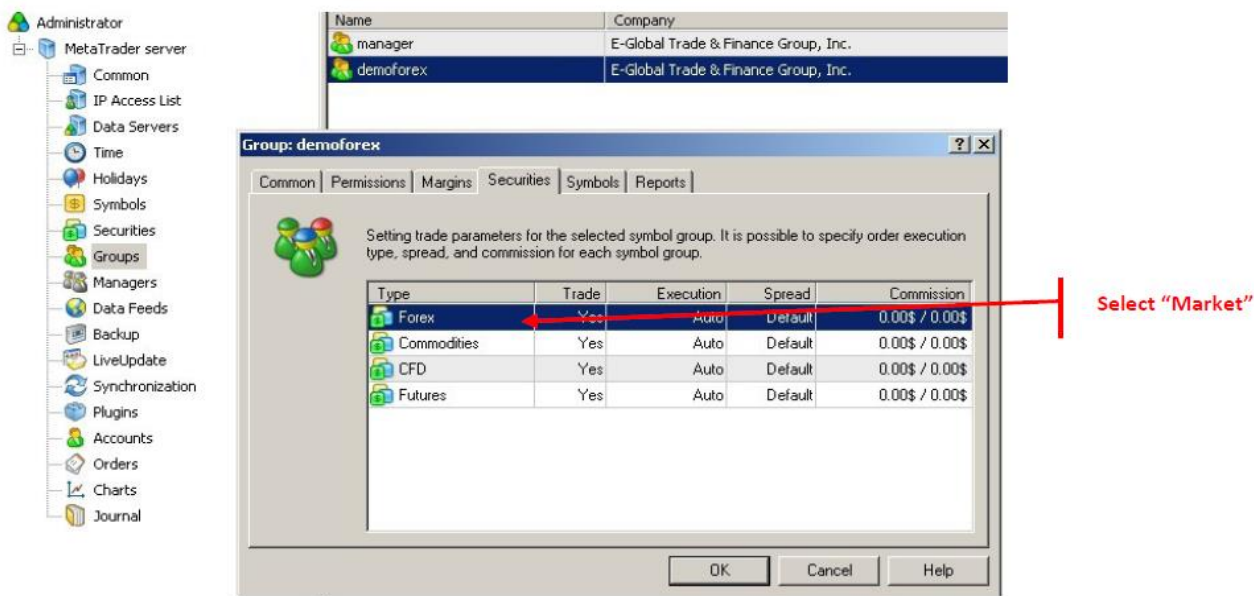 Administrator
MetaTrader server
Common
IP Access List
Data Servers
Time
Holidays
Symbols
Securities
Groups
Managers
Data Feeds
Backup
LiveUpdate
Synchronization
Plugins
Accounts
Orders
Charts
Journal
Name Company
manager E-Global Trade & Finance Group, Inc.
demoforex E-Global Trade & Finance Group, Inc.
Group: demoforex
Common Permissions Margins Securities Symbols Reports
Setting trade parameters for the selected symbol group. It is possible to specify order execution
type, spread, and commission for each symbol group.
Type Trade Execution Spread Commission
Forex Yes Auto Default 0.00$ / 0.00$
Commodities Yes Auto Default 0.00$ / 0.00$
CFD Yes Auto Default 0.00$ / 0.00$
Futures Yes Auto Default 0.00$ / 0.00$
OK Cancel Help
Select “Market”